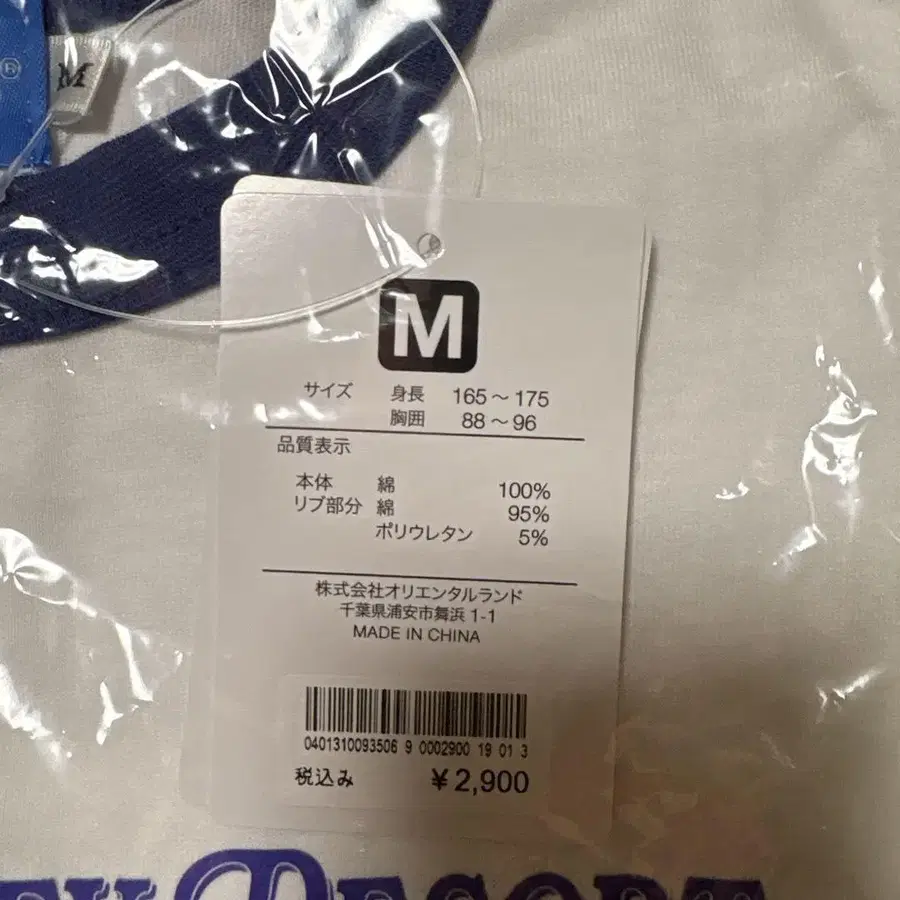 ®
M
M
サイズ 身長 165～175
胸囲 88～96
品質表示
本体 綿 100%
リブ部分 綿 95%
ポリウレタン 5%
株式会社オリエンタルランド
千葉県浦安市舞浜 1-1
MADE IN CHINA
0401310093506 9 0002900 19 01 3
税込み ￥2,900
RESORT